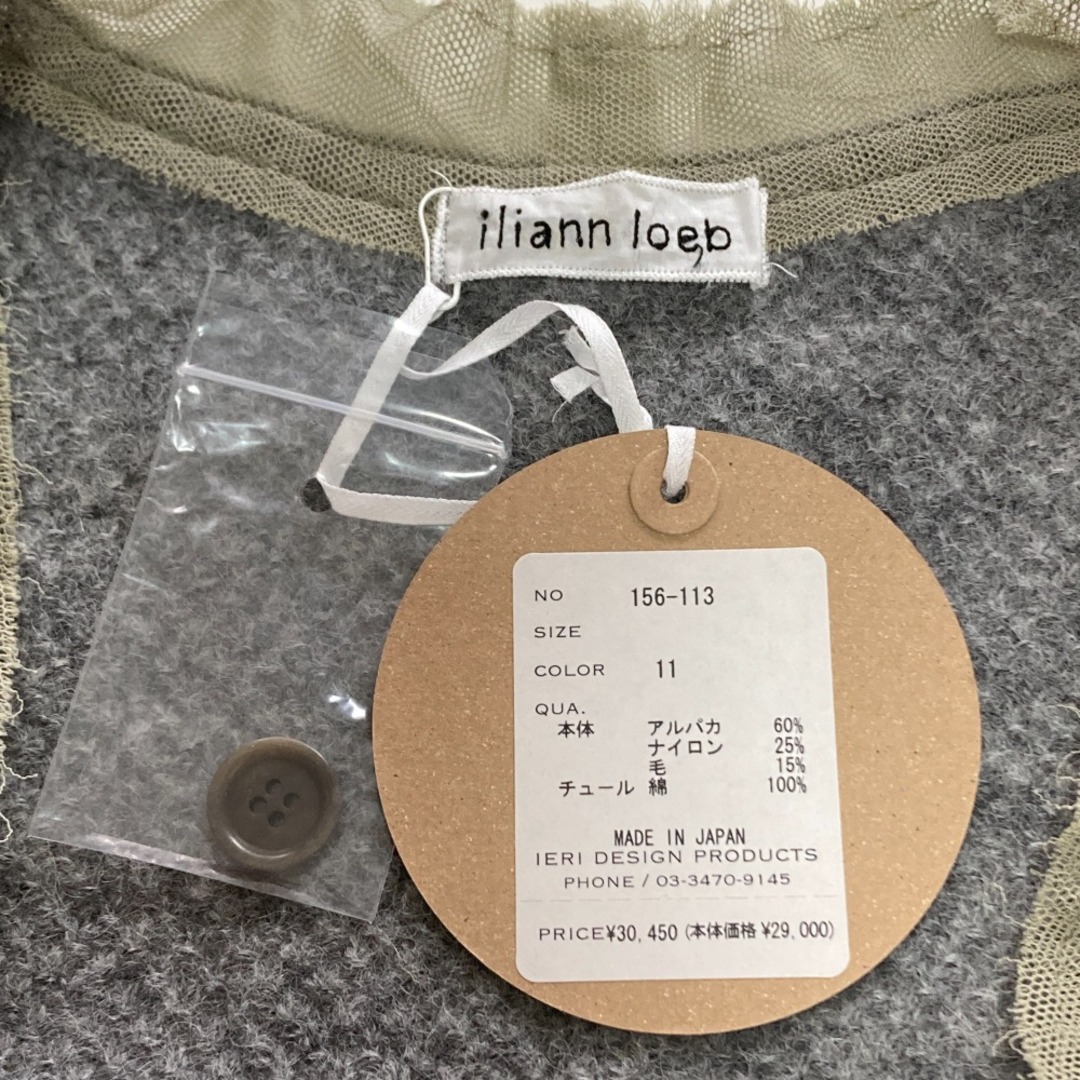 iliann loeb
NO 156-113
SIZE
COLOR 11
QUA.
本体 アルパカ 60%
ナイロン 25%
毛 15%
チュール 綿 100%
MADE IN JAPAN
IERI DESIGN PRODUCTS
PHONE / 03-3470-9145
PRICE¥30,450 (本体価格 ¥29,000)